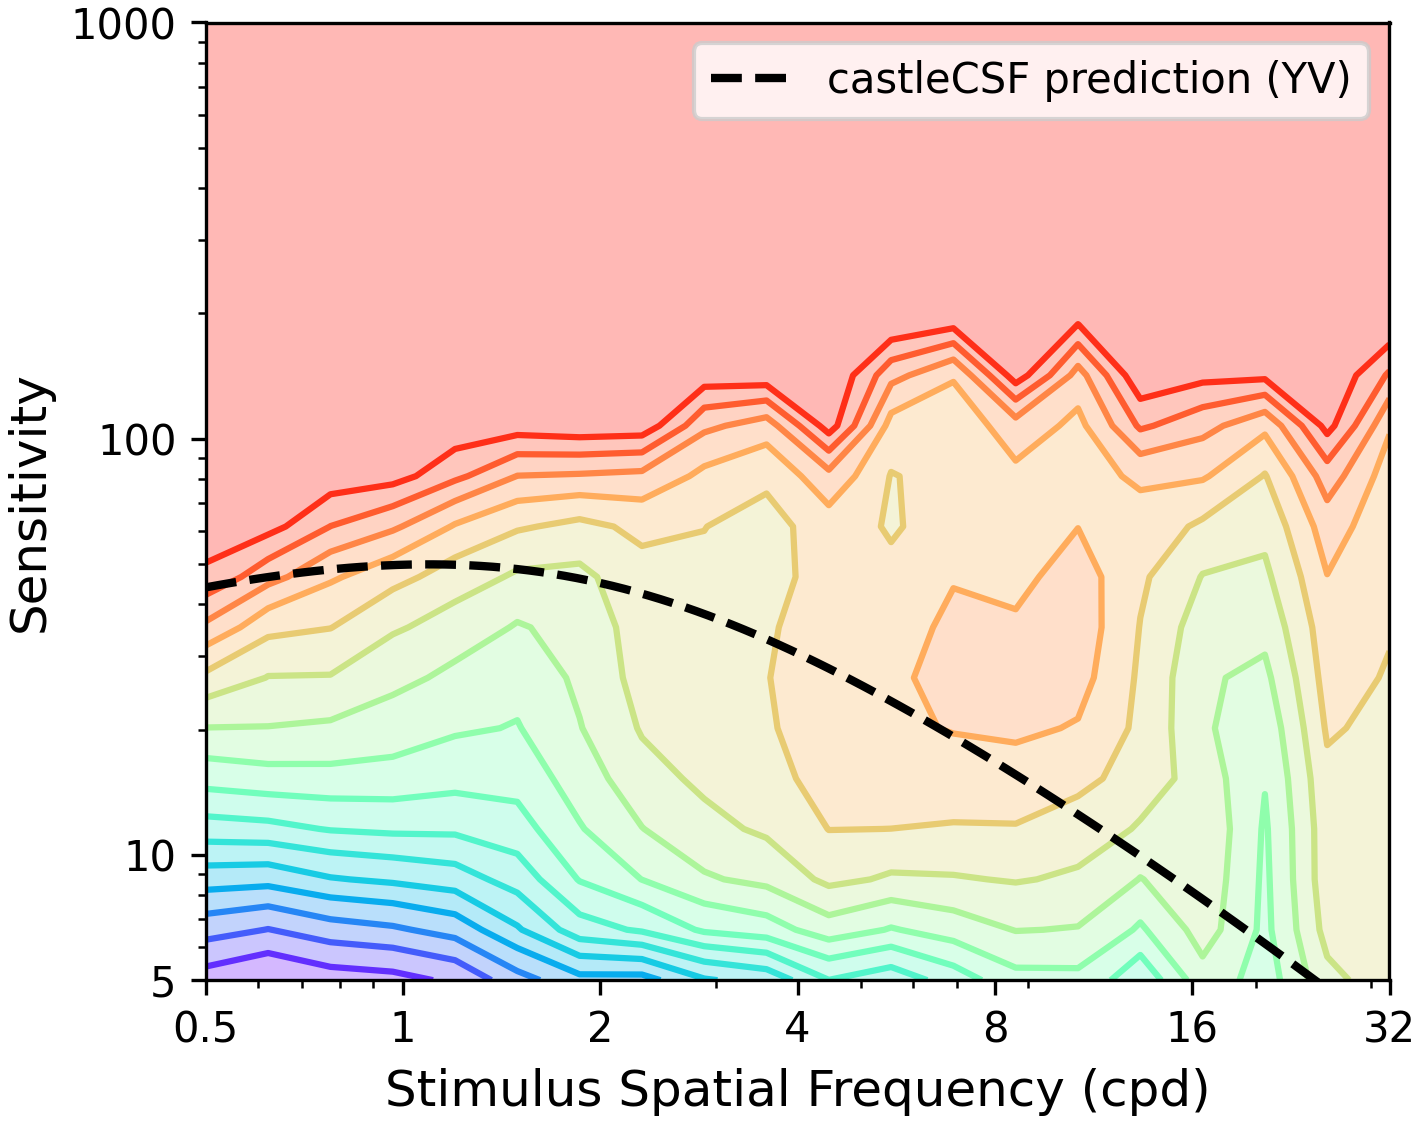 1000
castleCSF prediction (YV)
Sensitivity
100
10
5
0.5 1 2 4 8 16 32
Stimulus Spatial Frequency (cpd)